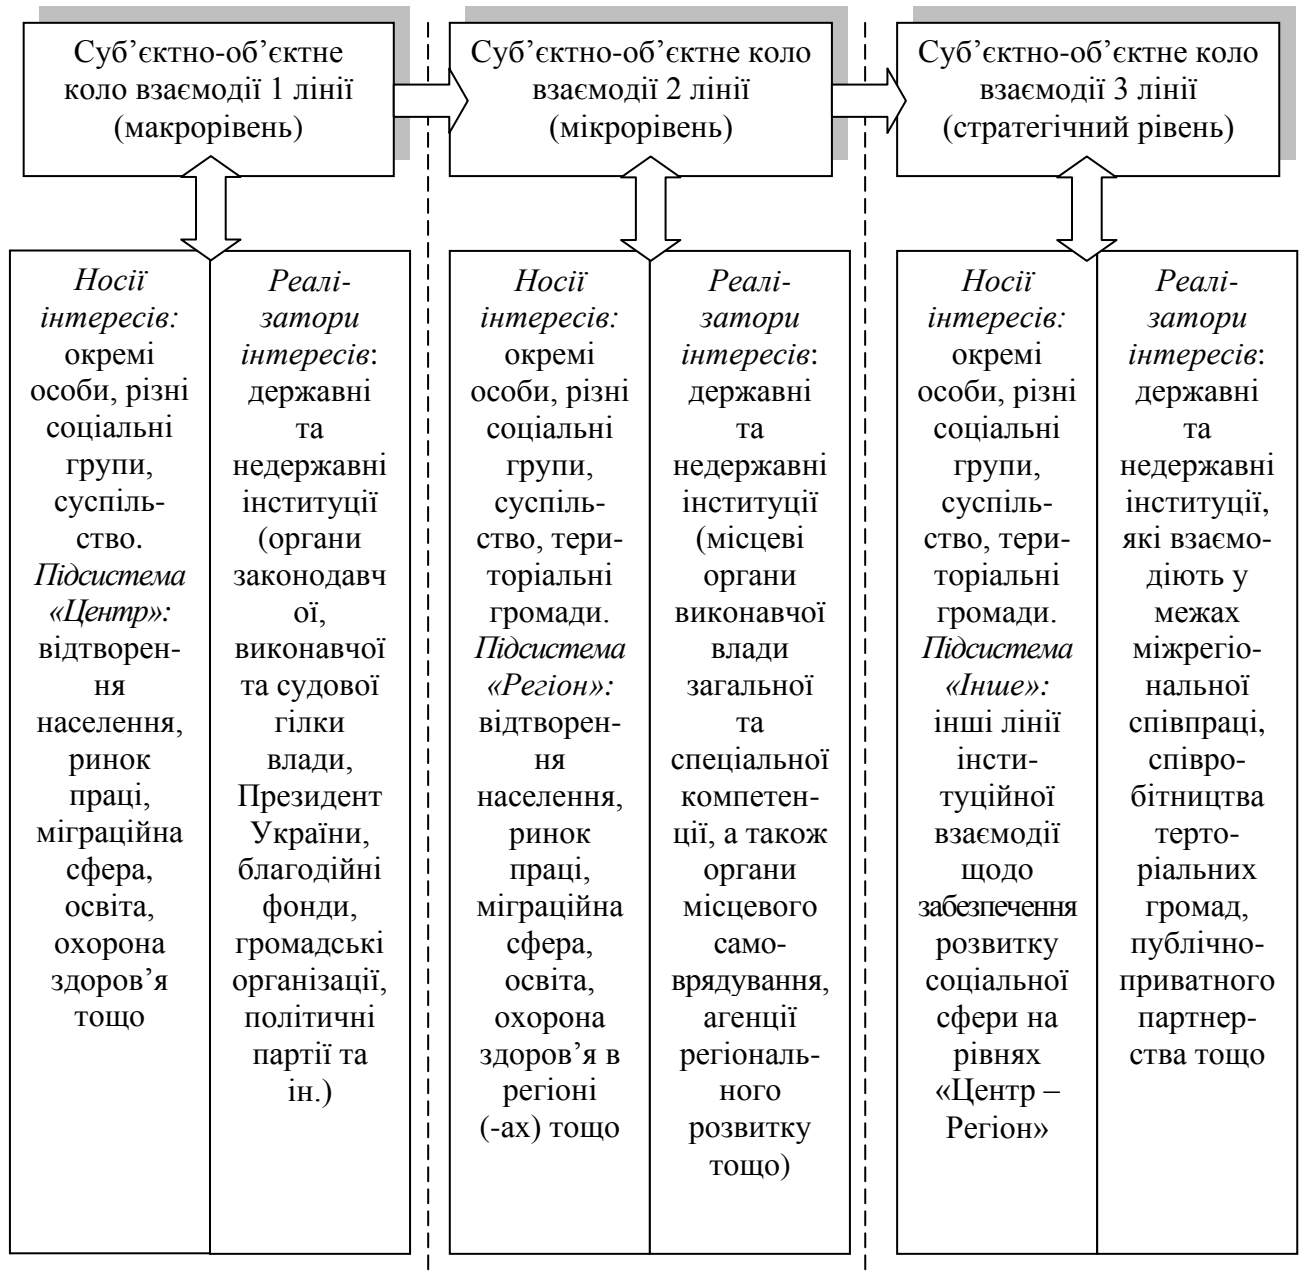 Суб’єктно-об’єктне
коло взаємодії 1 лінії
(макрорівень)
Суб’єктно-об’єктне коло
взаємодії 2 лінії
(мікрорівень)
Суб’єктно-об’єктне коло
взаємодії 3 лінії
(стратегічний рівень)
Носії
інтересів:
окремі
особи, різні
соціальні
групи,
суспіль-
ство.
Підсистема
«Центр»:
відтворен-
ня
населення,
ринок
праці,
міграційна
сфера,
освіта,
охорона
здоров’я
тощо
Реалі-
затори
інтересів:
державні
та
недержавні
інституції
(органи
законодавч
ої,
виконавчої
та судової
гілки
влади,
Президент
України,
благодійні
фонди,
громадські
організації,
політичні
партії та
ін.)
Носії
інтересів:
окремі
особи, різні
соціальні
групи,
суспіль-
ство, тери-
торіальні
громади.
Підсистема
«Регіон»:
відтворен-
ня
населення,
ринок
праці,
міграційна
сфера,
освіта,
охорона
здоров’я в
регіоні
(-ах) тощо
Реалі-
затори
інтересів:
державні
та
недержавні
інституції
(місцеві
органи
виконавчої
влади
загальної
та
спеціальної
компетен-
ції, а також
органи
місцевого
само-
врядування,
агенції
регіональ-
ного
розвитку
тощо)
Носії
інтересів:
окремі
особи, різні
соціальні
групи,
суспіль-
ство, тери-
торіальні
громади.
Підсистема
«Інше»:
інші лінії
інсти-
туційної
взаємодії
щодо
забезпечення
розвитку
соціальної
сфери на
рівнях
«Центр –
Регіон»
Реалі-
затори
інтересів:
державні
та
недержавні
інституції,
які взаємо-
діють у
межах
міжрегіо-
нальної
співпраці,
співро-
бітництва
терто-
ріальних
громад,
публічно-
приватного
партнер-
ства тощо